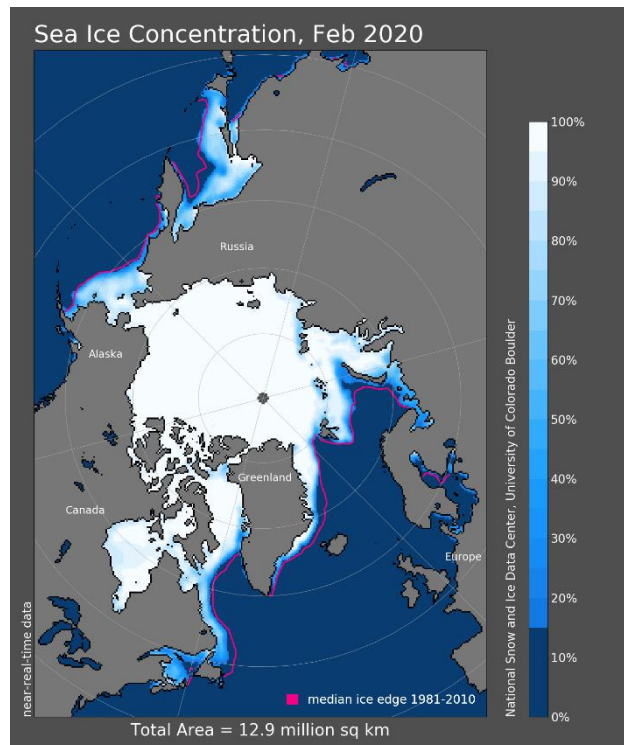 Sea Ice Concentration, Feb 2020
Russia
Alaska
Greenland
Canada
Europe
near-real-time data
median ice edge 1981-2010
Total Area = 12.9 million sq km
100%
90%
80%
70%
60%
50%
40%
30%
20%
10%
0%
National Snow and Ice Data Center, University of Colorado Boulder